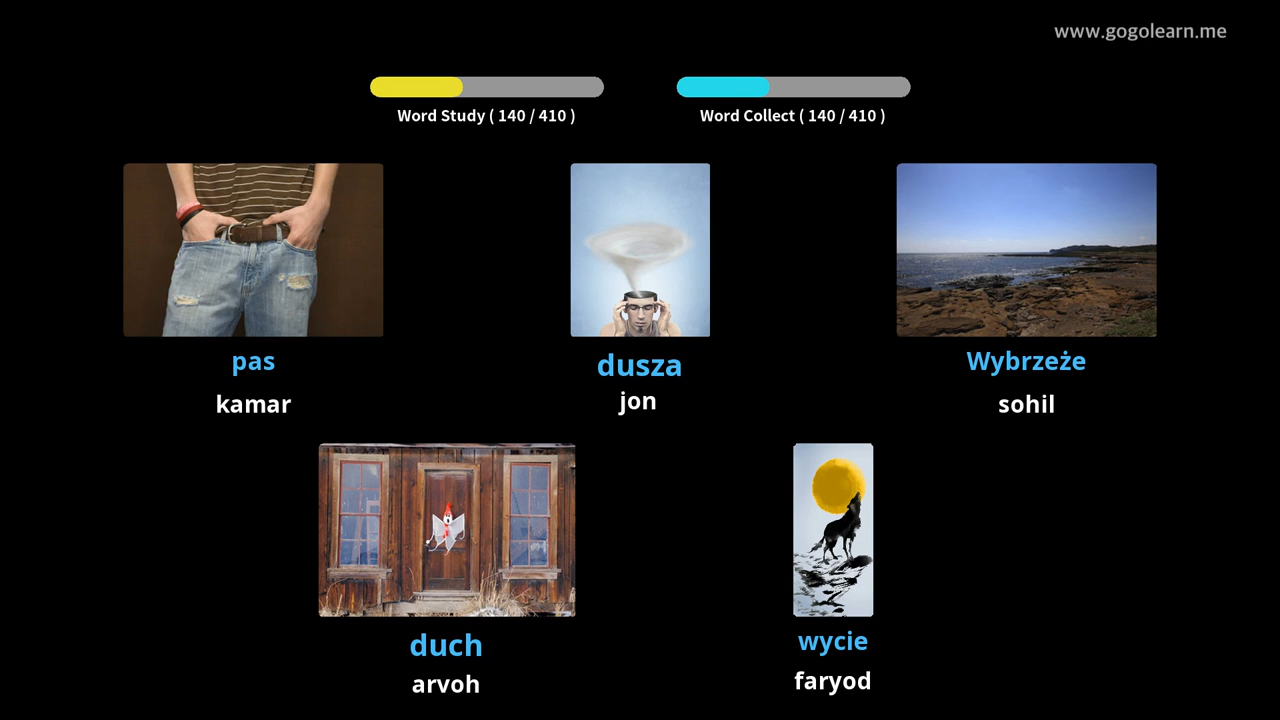 www.gogolearn.me
Word Study ( 140 / 410 )
Word Collect ( 140 / 410 )
pas
kamar
dusza
jon
Wybrzeże
sohil
duch
arvoh
wycie
faryod